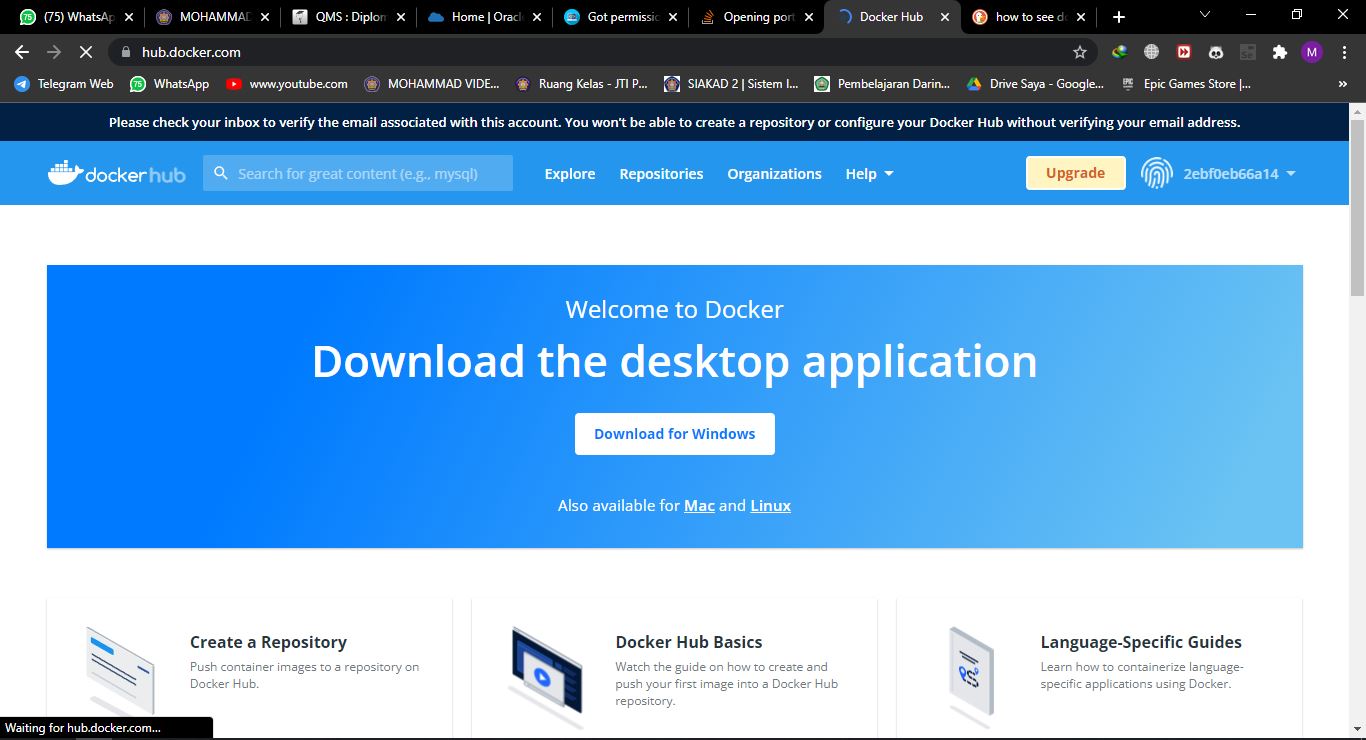 (75) WhatsAp
MOHAMMAD
QMS : Diplom
Home | Oracl
Got permissio
Opening port
Docker Hub
how to see do
hub.docker.com
M
Telegram Web
WhatsApp
www.youtube.com
MOHAMMAD VIDE...
Ruang Kelas - JTI P...
SIAKAD 2 | Sistem I...
Pembelajaran Darin...
Drive Saya - Google...
Epic Games Store |...
»
Please check your inbox to verify the email associated with this account. You won't be able to create a repository or configure your Docker Hub without verifying your email address.
dockerhub
Search for great content (e.g., mysql)
Explore
Repositories
Organizations
Help
Upgrade
2ebf0eb66a14
Welcome to Docker
Download the desktop application
Download for Windows
Also available for Mac and Linux
Create a Repository
Push container images to a repository on
Docker Hub.
Docker Hub Basics
Watch the guide on how to create and
push your first image into a Docker Hub
repository.
Language-Specific Guides
Learn how to containerize language-
specific applications using Docker.
Waiting for hub.docker.com...